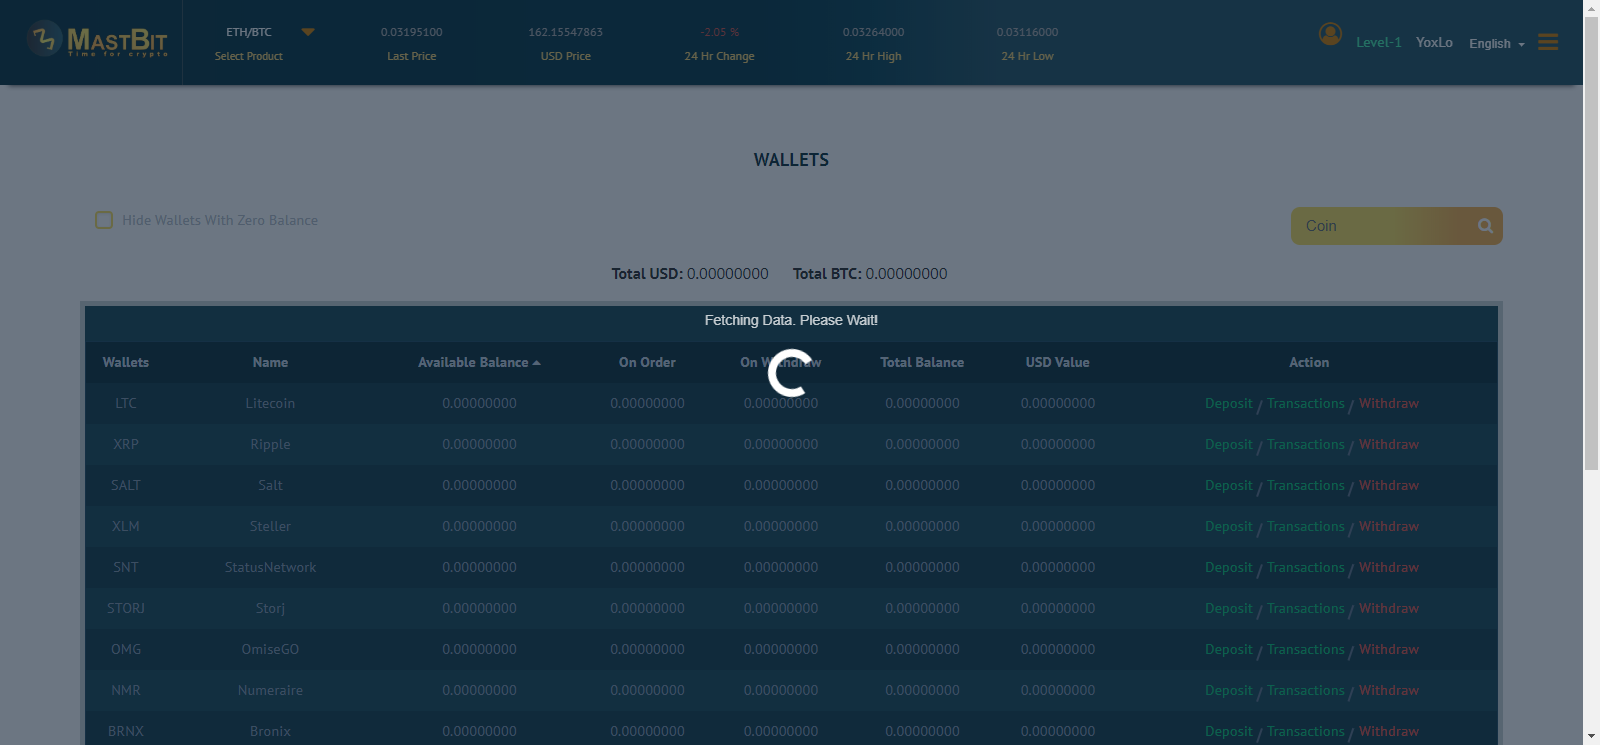 MASTBIT
Time for crypto
ETH/BTC
Select Product
0.03195100
Last Price
162.15547863
USD Price
-2.05 %
24 Hr Change
0.03264000
24 Hr High
0.03116000
24 Hr Low
Level-1 YoxLo English
WALLETS
Hide Wallets With Zero Balance
Coin
Total USD: 0.00000000 Total BTC: 0.00000000
Fetching Data. Please Wait!
Wallets Name Available Balance On Order On Withdraw Total Balance USD Value Action
LTC Litecoin 0.00000000 0.00000000 0.00000000 0.00000000 0.00000000 Deposit / Transactions / Withdraw
XRP Ripple 0.00000000 0.00000000 0.00000000 0.00000000 0.00000000 Deposit / Transactions / Withdraw
SALT Salt 0.00000000 0.00000000 0.00000000 0.00000000 0.00000000 Deposit / Transactions / Withdraw
XLM Steller 0.00000000 0.00000000 0.00000000 0.00000000 0.00000000 Deposit / Transactions / Withdraw
SNT StatusNetwork 0.00000000 0.00000000 0.00000000 0.00000000 0.00000000 Deposit / Transactions / Withdraw
STORJ Storj 0.00000000 0.00000000 0.00000000 0.00000000 0.00000000 Deposit / Transactions / Withdraw
OMG OmiseGO 0.00000000 0.00000000 0.00000000 0.00000000 0.00000000 Deposit / Transactions / Withdraw
NMR Numeraire 0.00000000 0.00000000 0.00000000 0.00000000 0.00000000 Deposit / Transactions / Withdraw
BRNX Bronix 0.00000000 0.00000000 0.00000000 0.00000000 0.00000000 Deposit / Transactions / Withdraw